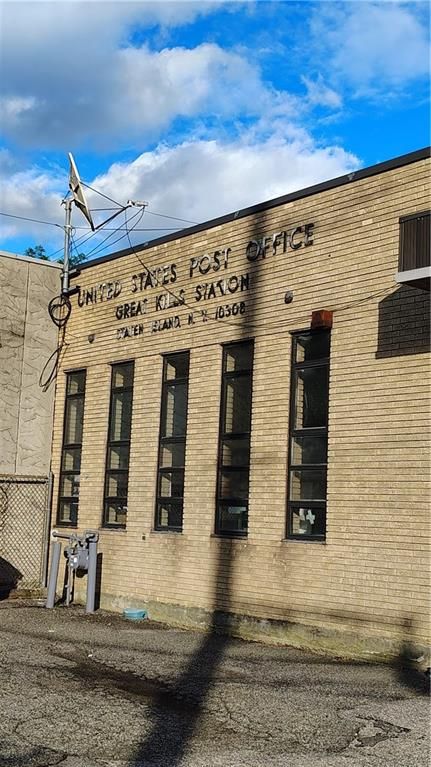 UNITED STATES POST OFFICE
GREAT KILLS STATION
STATEN ISLAND, N. Y. 10308